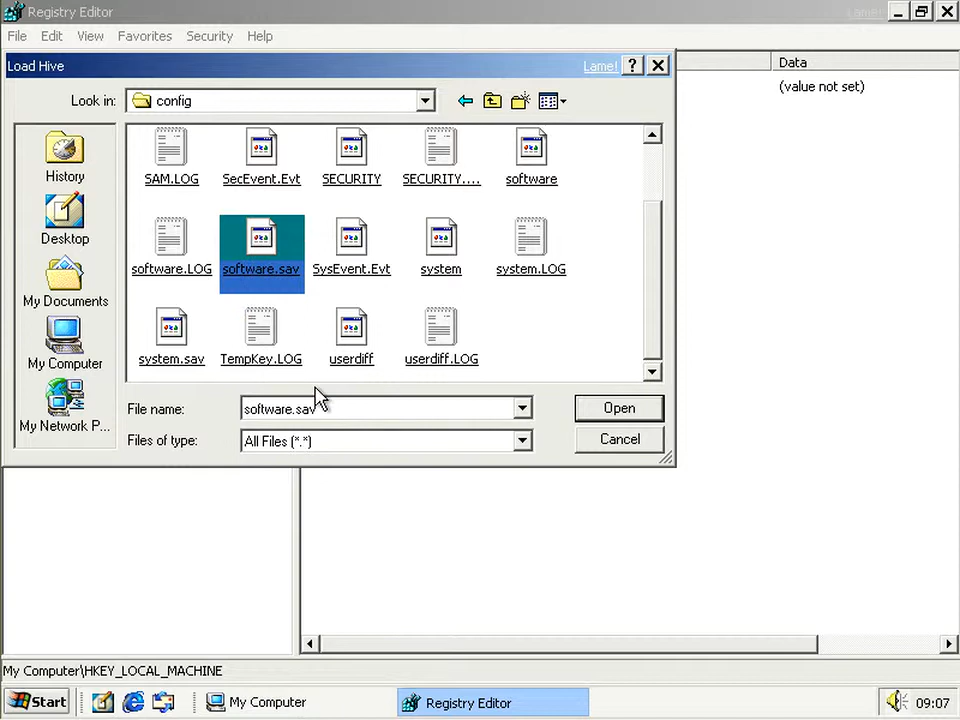 Registry Editor
Lame!
File Edit View Favorites Security Help
Load Hive
Lame!
Data
Look in: config
(value not set)
History
Desktop
My Documents
My Computer
My Network P...
SAM.LOG SecEvent.Evt SECURITY SECURITY.... software
software.LOG software.sav SysEvent.Evt system system.LOG
system.sav TempKey.LOG userdiff userdiff.LOG
File name: software.sav Open
Files of type: All Files (*.*) Cancel
My Computer\HKEY_LOCAL_MACHINE
Start My Computer Registry Editor 09:07